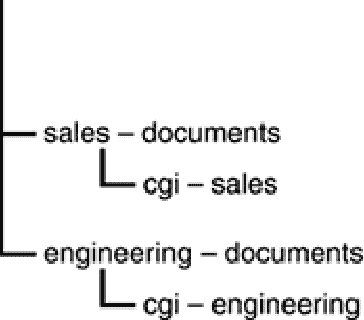 sales – documents
cgi – sales
engineering – documents
cgi – engineering